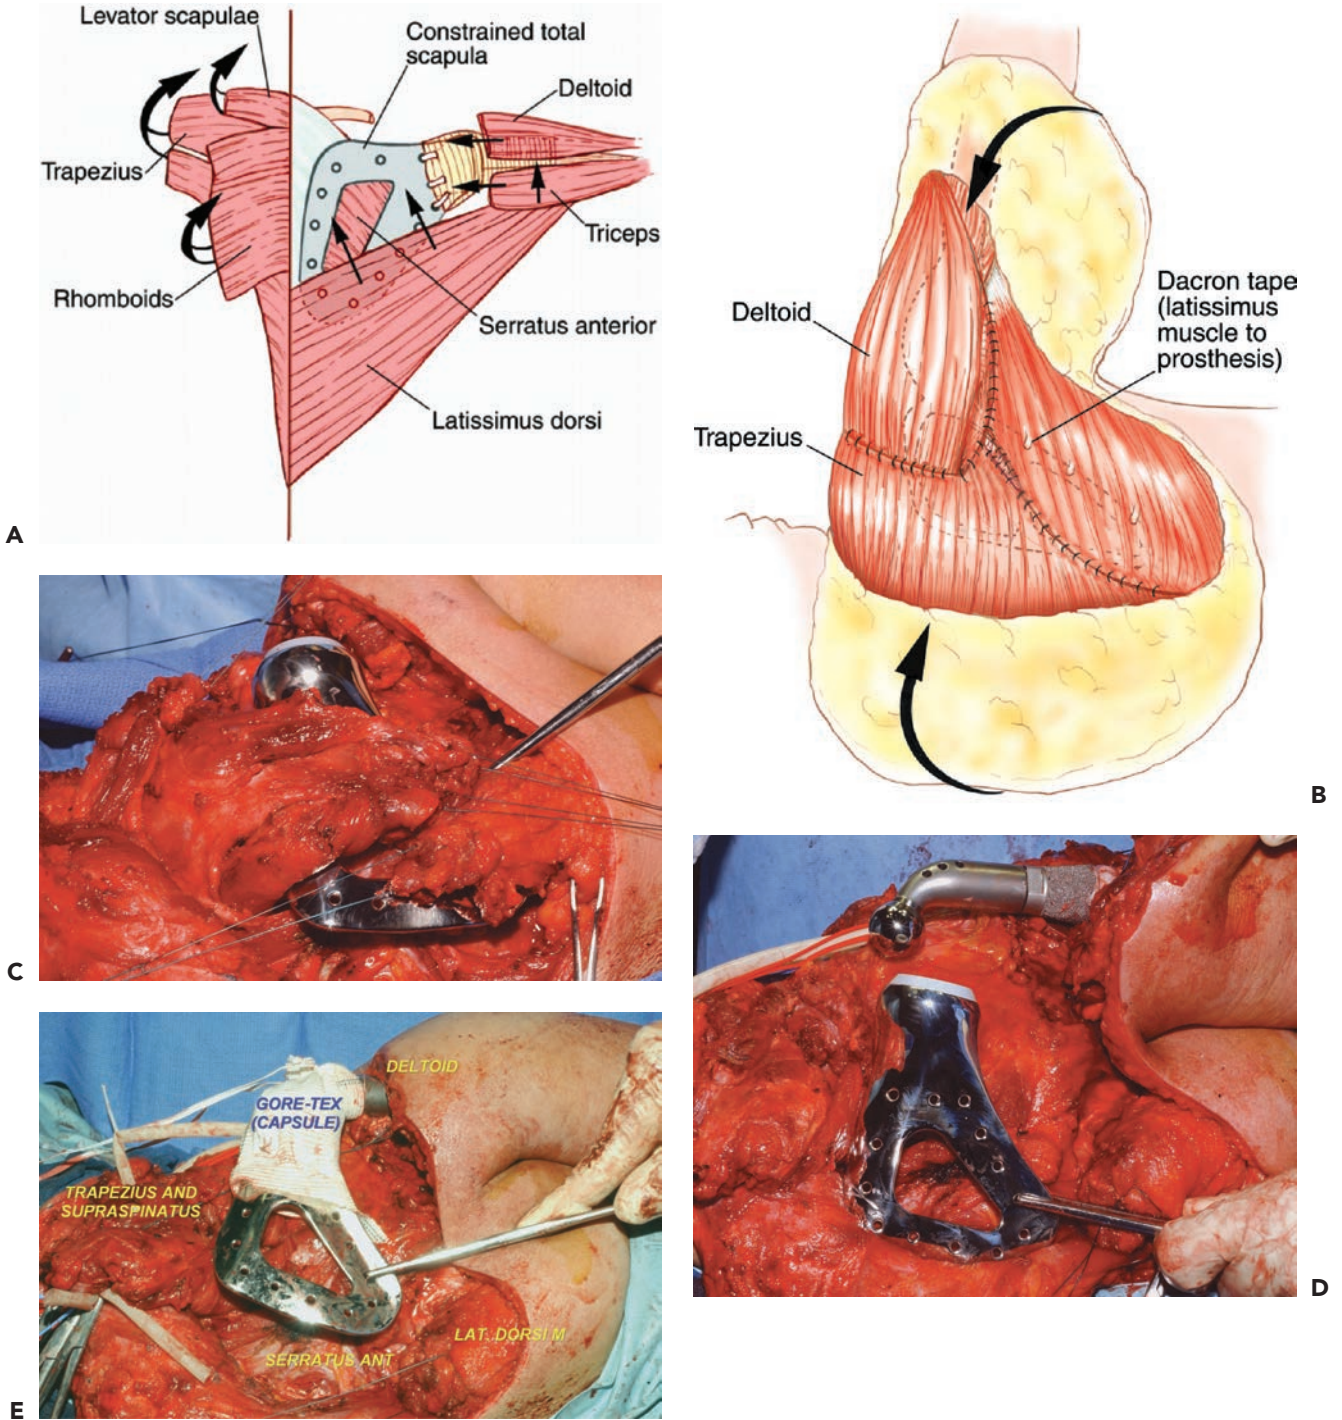 Levator scapulae
Constrained total
scapula
Deltoid
Trapezius
Triceps
Rhomboids
Serratus anterior
Latissimus dorsi
A
Dacron tape
(latissimus
muscle to
prosthesis)
Deltoid
Trapezius
B
C
D
DELTOID
GORE-TEX
(CAPSULE)
TRAPEZIUS AND
SUPRASPINATUS
LAT. DORSI M
SERRATUS ANT
E